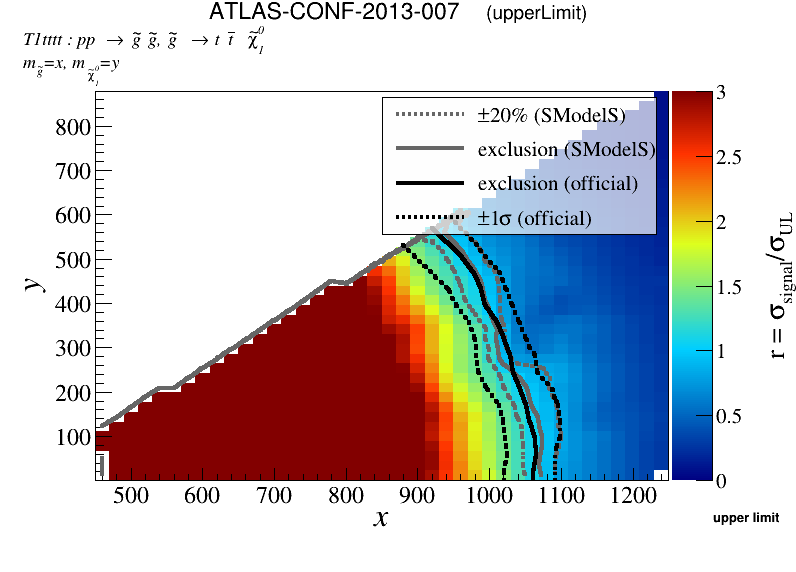 ATLAS-CONF-2013-007 (upperLimit)
T1tttt : pp → g̃ g̃, g̃ → t t̄ χ̃₁⁰
m_g̃=x, m_χ̃₁⁰=y
±20% (SModelS)
exclusion (SModelS)
exclusion (official)
±1σ (official)
800
700
600
500
400
300
200
100
y
500 600 700 800 900 1000 1100 1200
x
3
2.5
2
1.5
1
0.5
0
r = σ_signal/σ_UL
upper limit